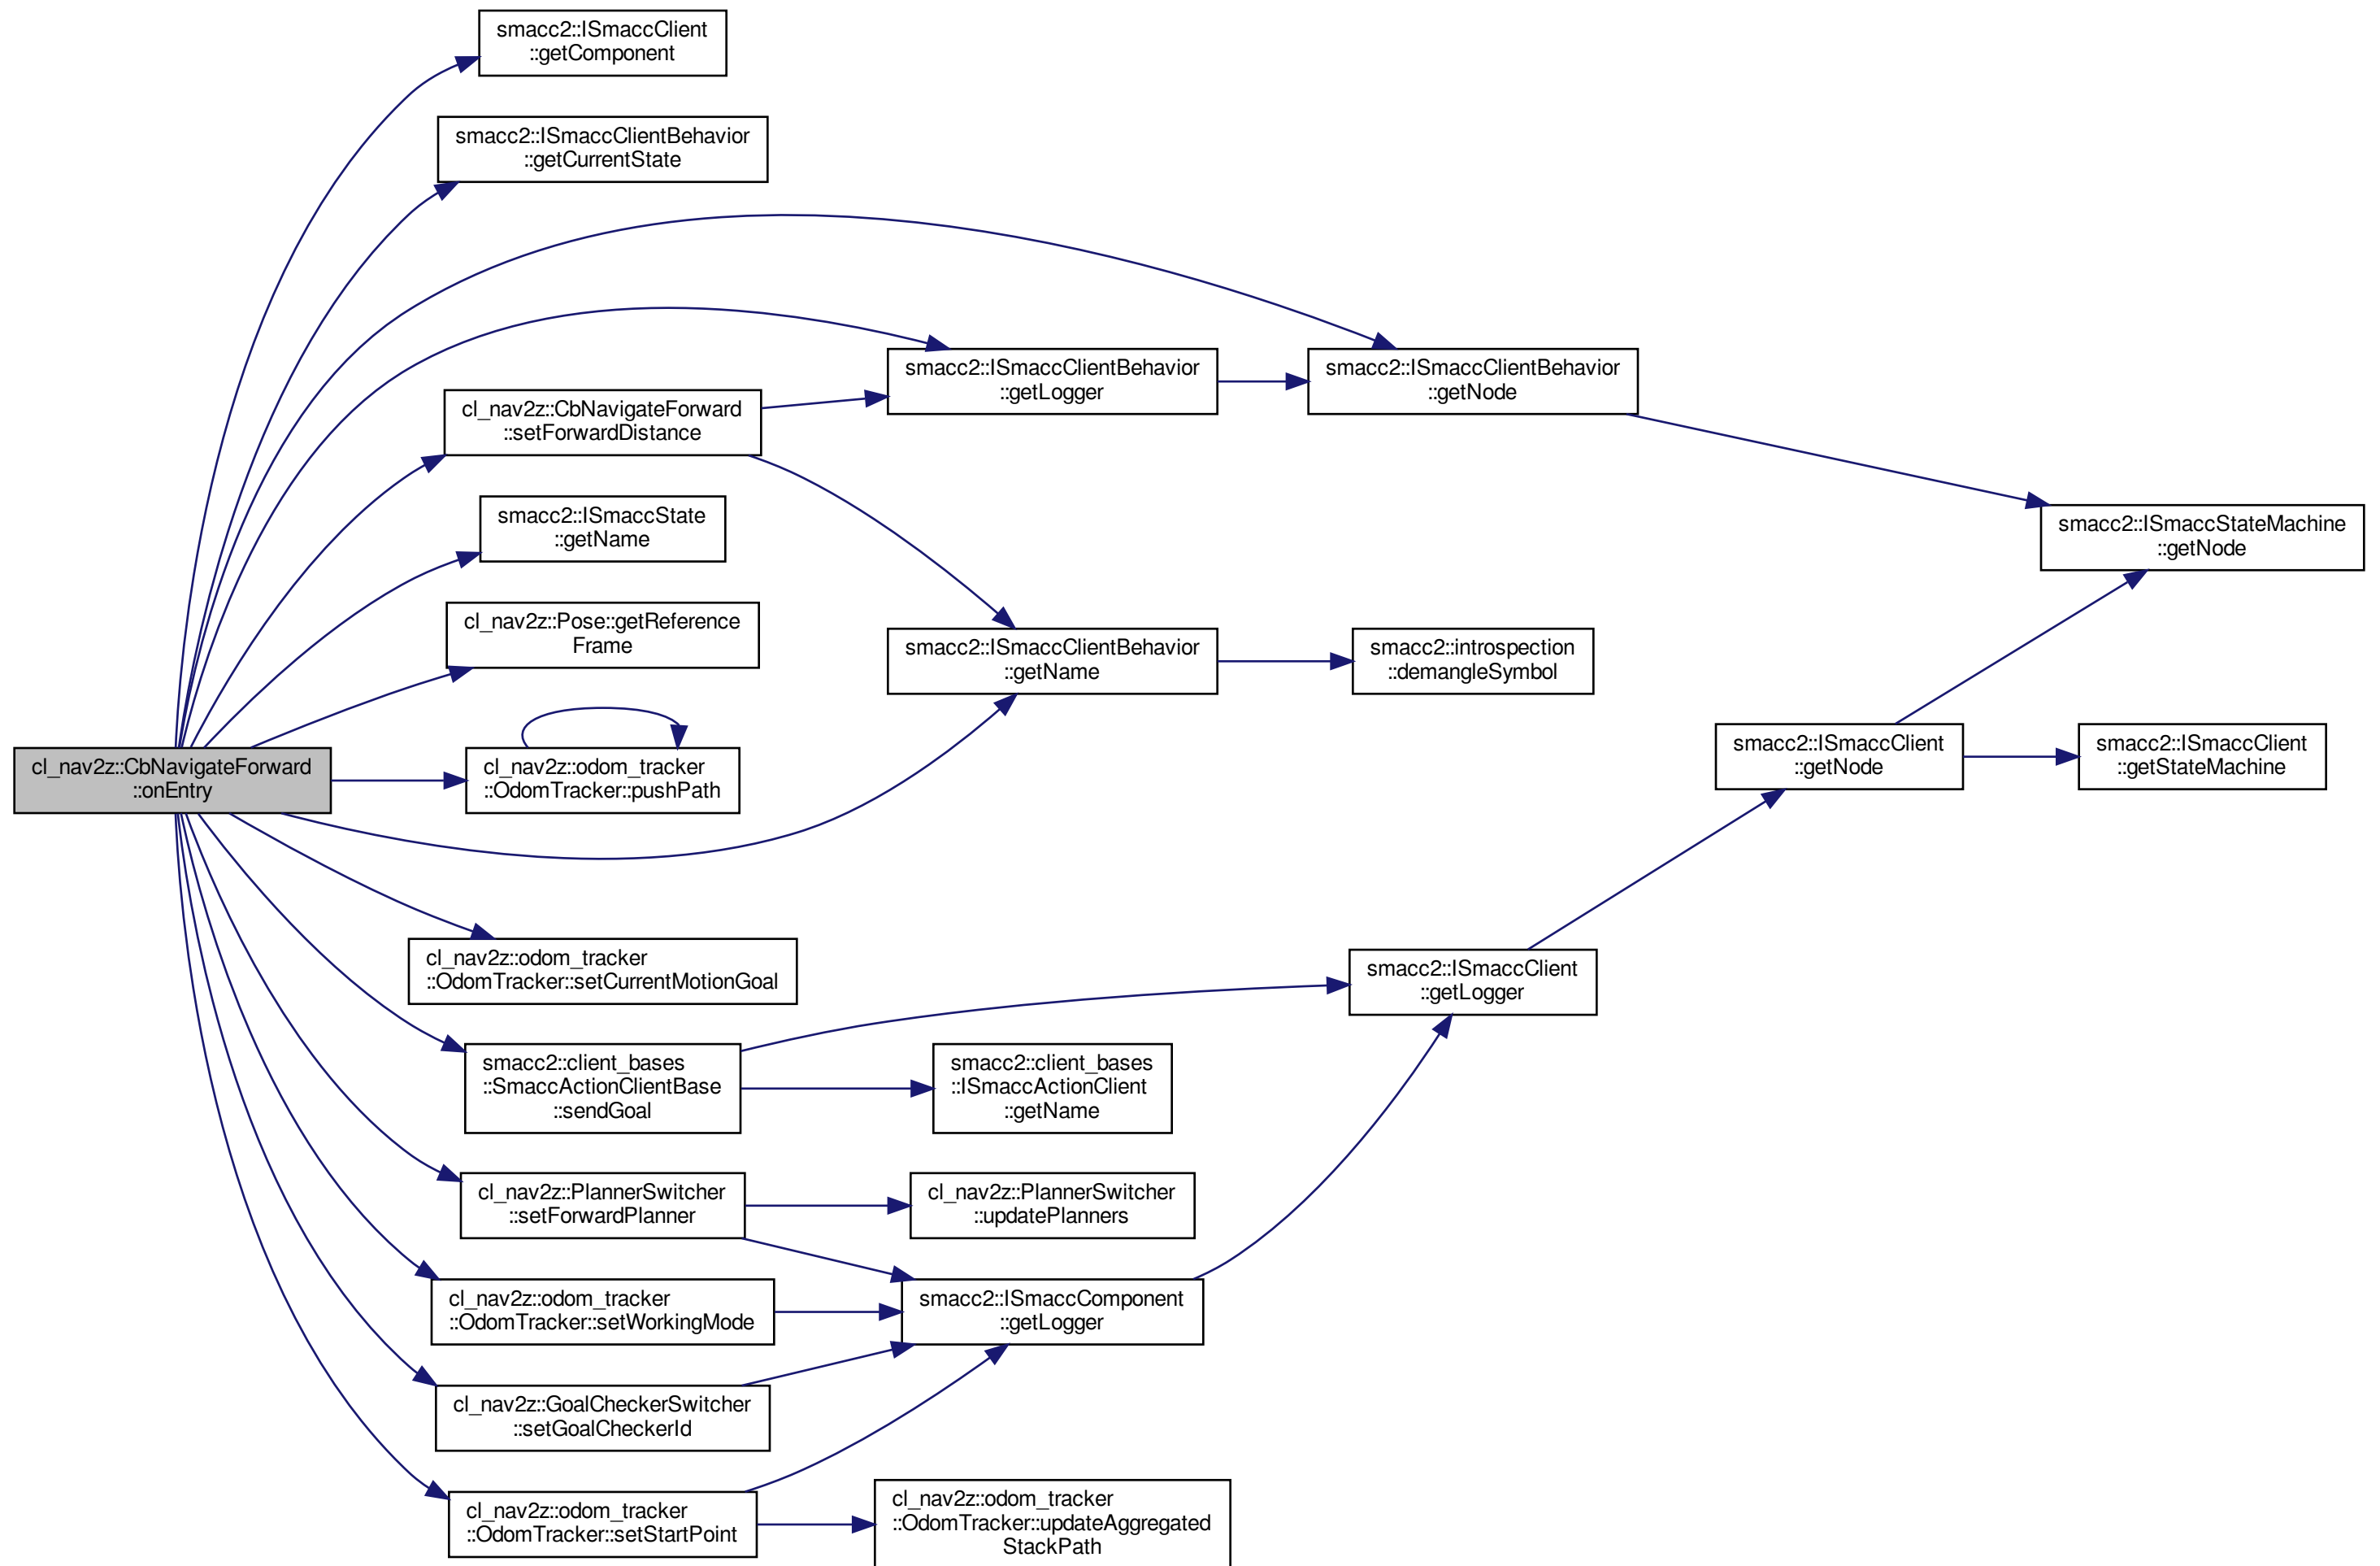 smacc2::ISmaccClient
::getComponent
smacc2::ISmaccClientBehavior
::getCurrentState
smacc2::ISmaccClientBehavior
::getLogger
smacc2::ISmaccClientBehavior
::getNode
cl_nav2z::CbNavigateForward
::setForwardDistance
smacc2::ISmaccState
::getName
smacc2::ISmaccStateMachine
::getNode
cl_nav2z::Pose::getReference
Frame
smacc2::ISmaccClientBehavior
::getName
smacc2::introspection
::demangleSymbol
cl_nav2z::CbNavigateForward
::onEntry
cl_nav2z::odom_tracker
::OdomTracker::pushPath
smacc2::ISmaccClient
::getNode
smacc2::ISmaccClient
::getStateMachine
cl_nav2z::odom_tracker
::OdomTracker::setCurrentMotionGoal
smacc2::ISmaccClient
::getLogger
smacc2::client_bases
::SmaccActionClientBase
::sendGoal
smacc2::client_bases
::ISmaccActionClient
::getName
cl_nav2z::PlannerSwitcher
::setForwardPlanner
cl_nav2z::PlannerSwitcher
::updatePlanners
cl_nav2z::odom_tracker
::OdomTracker::setWorkingMode
smacc2::ISmaccComponent
::getLogger
cl_nav2z::GoalCheckerSwitcher
::setGoalCheckerId
cl_nav2z::odom_tracker
::OdomTracker::setStartPoint
cl_nav2z::odom_tracker
::OdomTracker::updateAggregated
StackPath